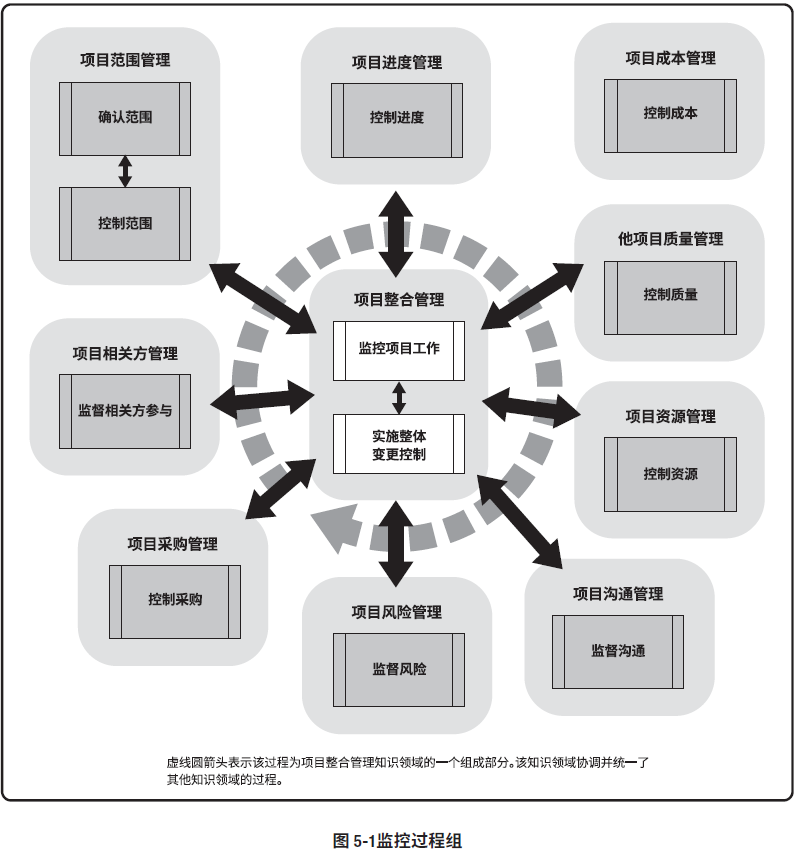 项目范围管理
确认范围
控制范围
项目进度管理
控制进度
项目成本管理
控制成本
他项目质量管理
控制质量
项目整合管理
监控项目工作
实施整体
变更控制
项目相关方管理
监督相关方参与
项目资源管理
控制资源
项目采购管理
控制采购
项目风险管理
监督风险
项目沟通管理
监督沟通
虚线圆箭头表示该过程为项目整合管理知识领域的一个组成部分。该知识领域协调并统一了
其他知识领域的过程。
图 5-1监控过程组